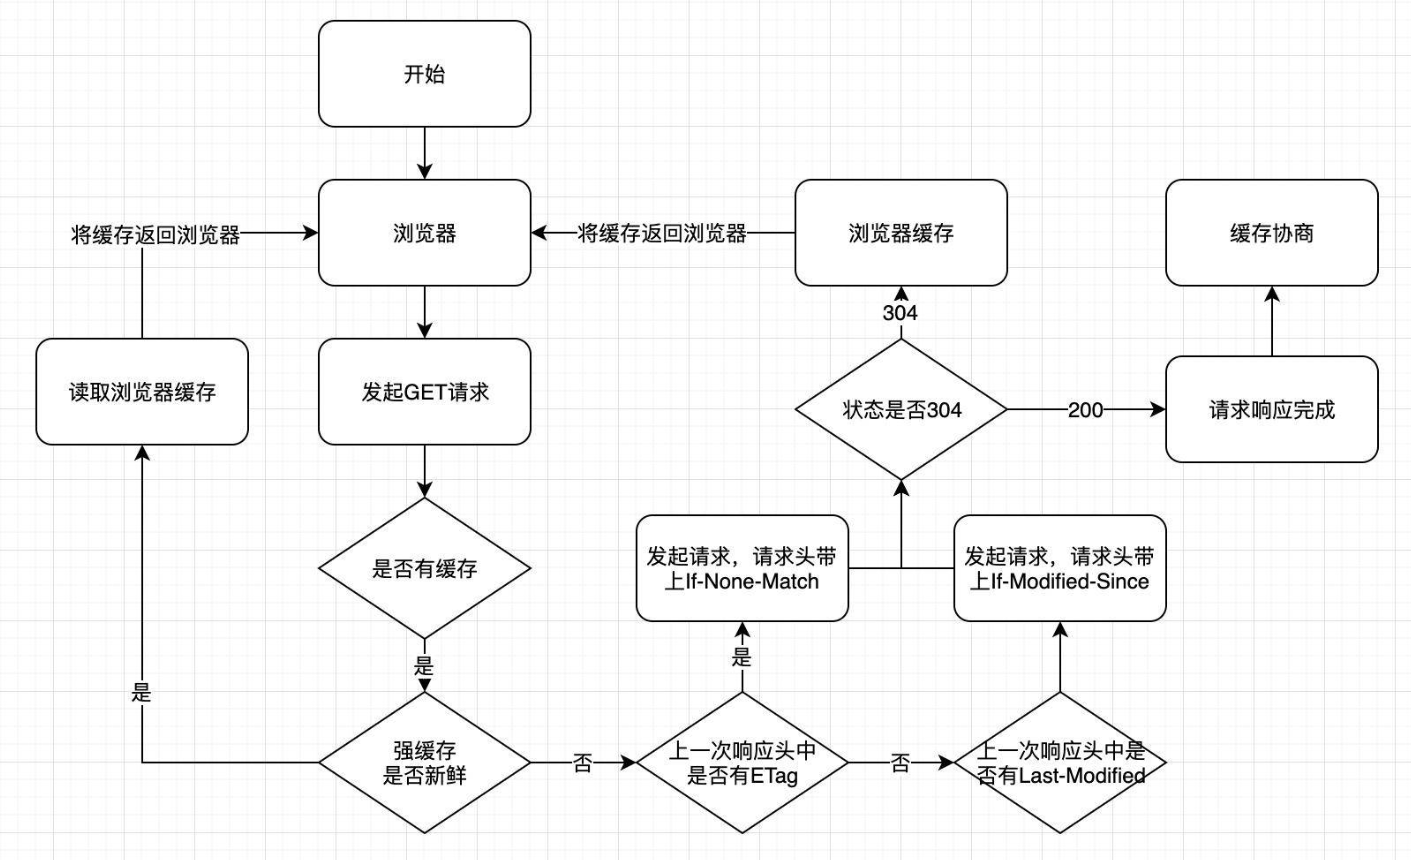 开始
将缓存返回浏览器
浏览器
将缓存返回浏览器
浏览器缓存
缓存协商
304
读取浏览器缓存
发起GET请求
状态是否304
200
请求响应完成
是否有缓存
发起请求，请求头带
上If-None-Match
发起请求，请求头带
上If-Modified-Since
是
是
是
强缓存
是否新鲜
否
上一次响应头中
是否有ETag
否
上一次响应头中是
否有Last-Modified